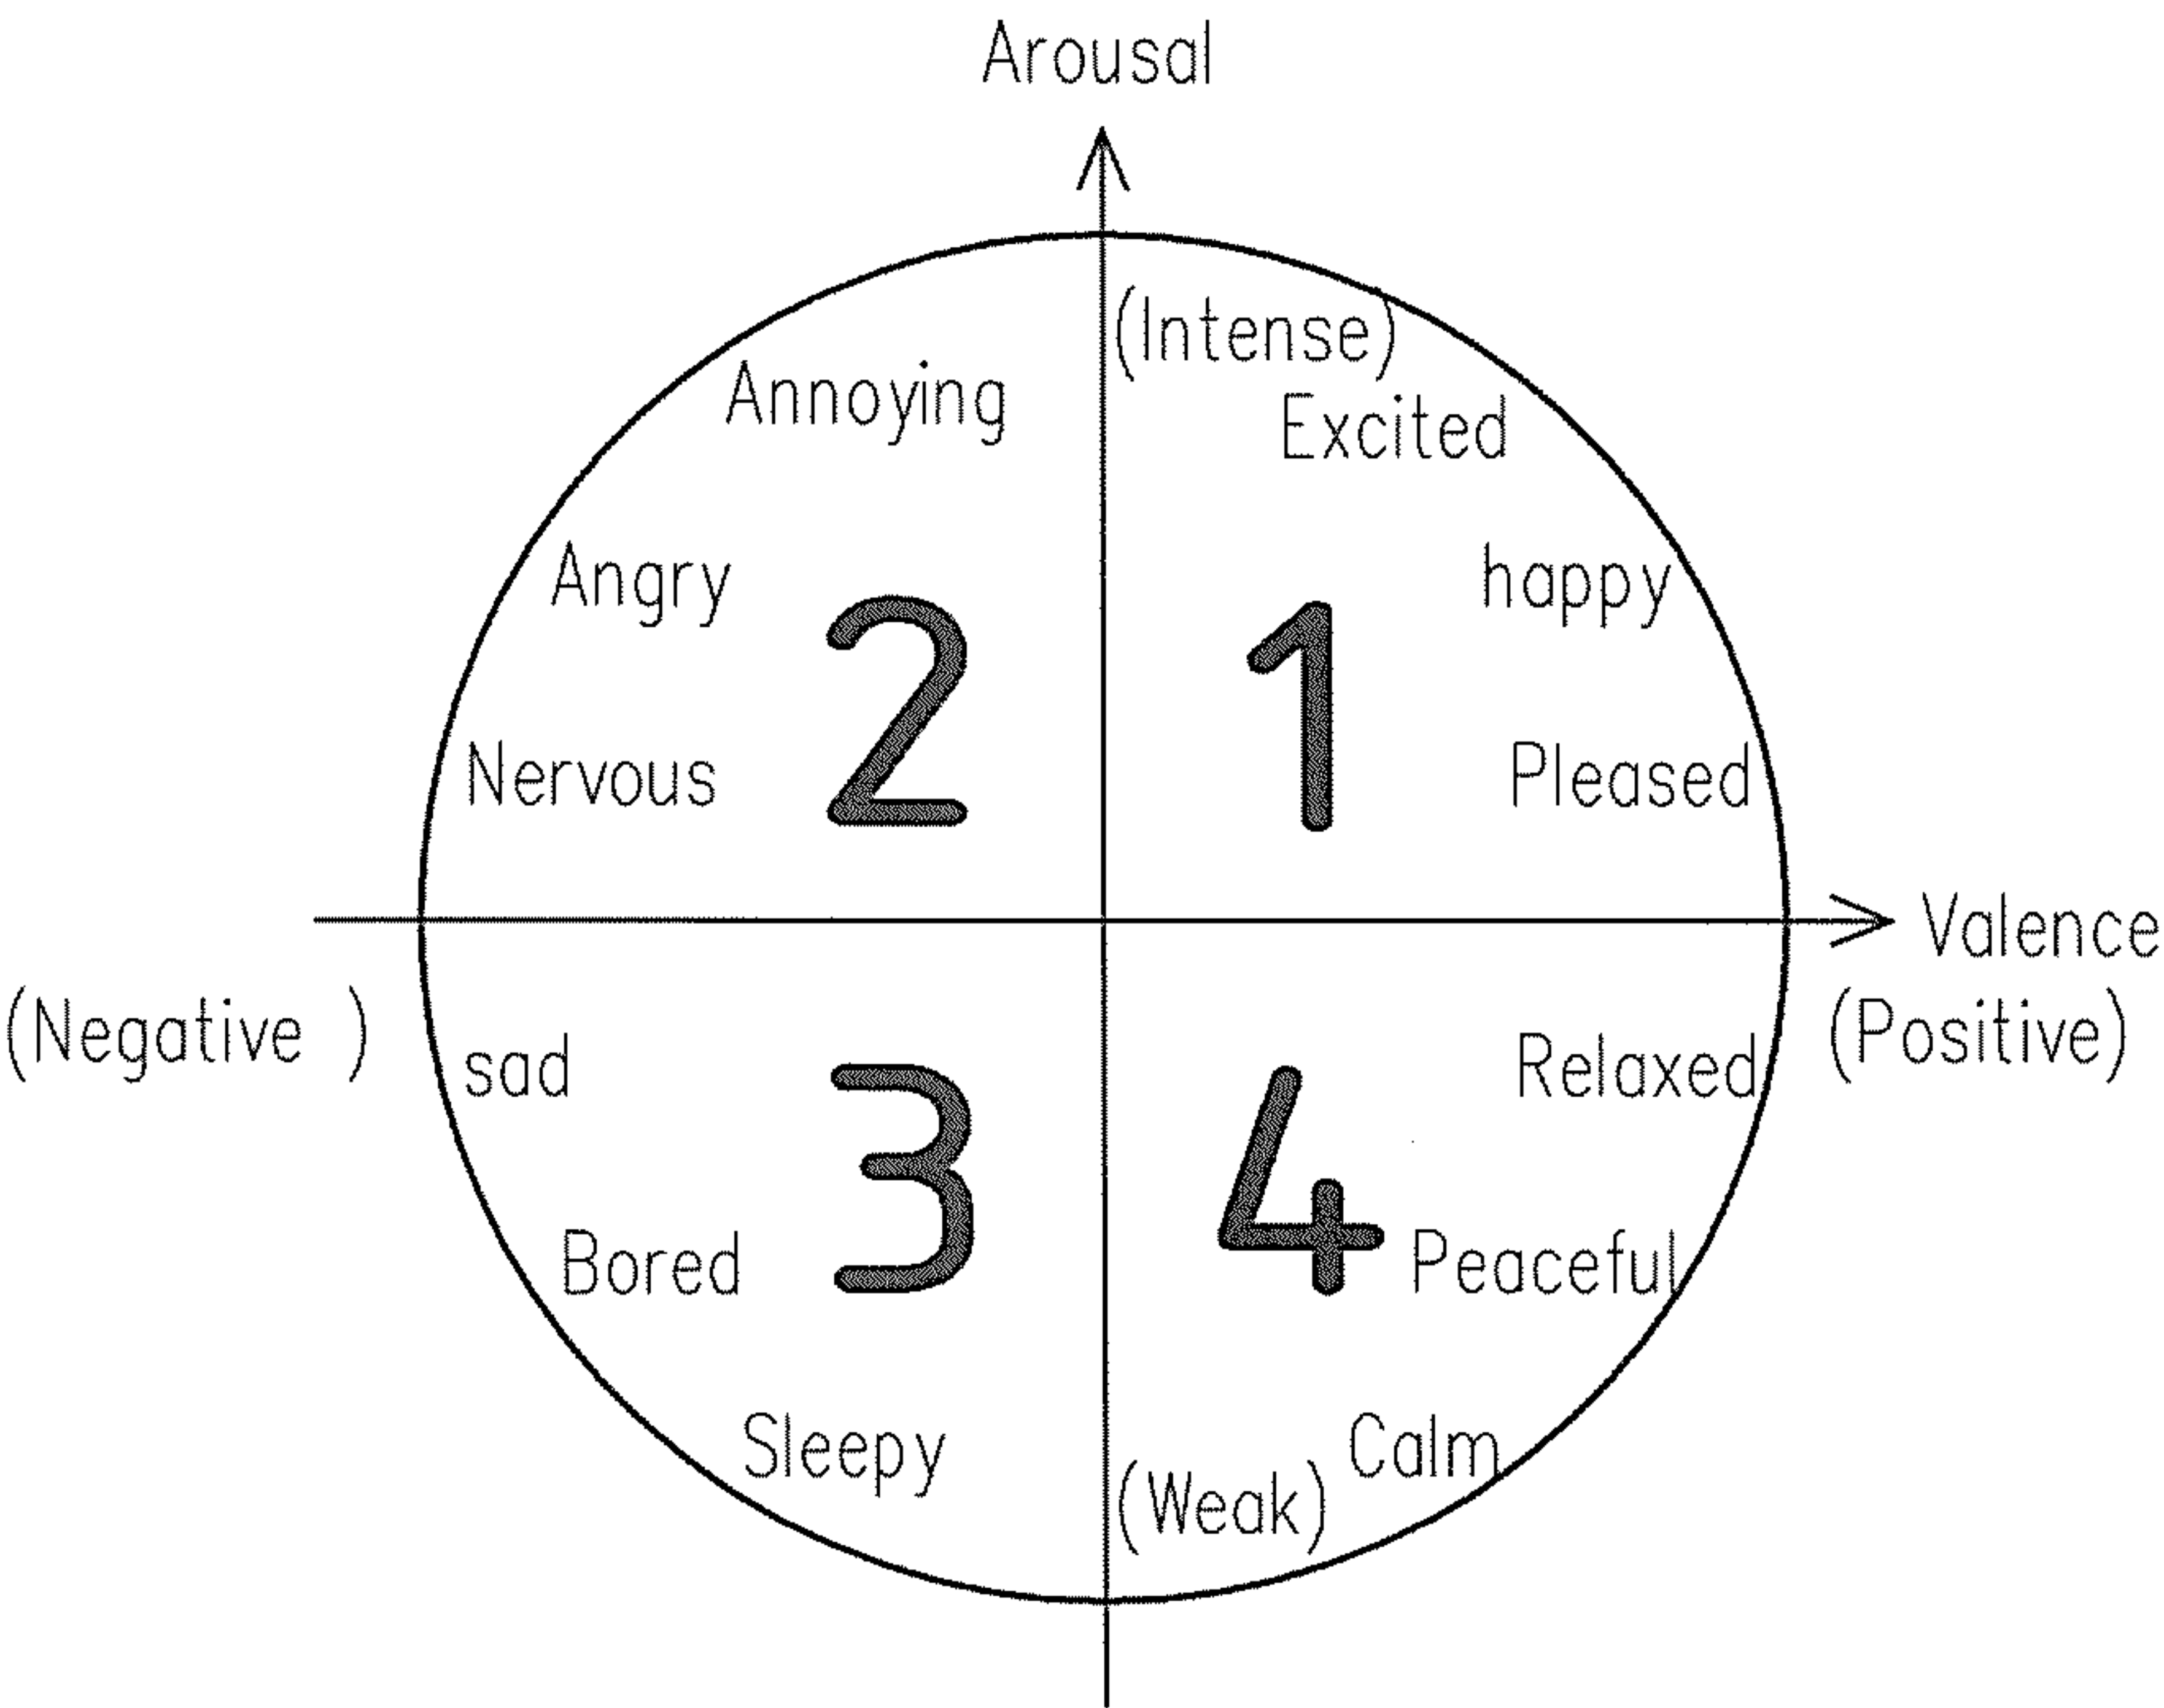 Arousal
(Intense)
Annoying
Excited
Angry
happy
2
1
Nervous
Pleased
Valence
(Negative )
(Positive)
sad
Relaxed
3
4
Bored
Peaceful
Sleepy
Calm
(Weak)